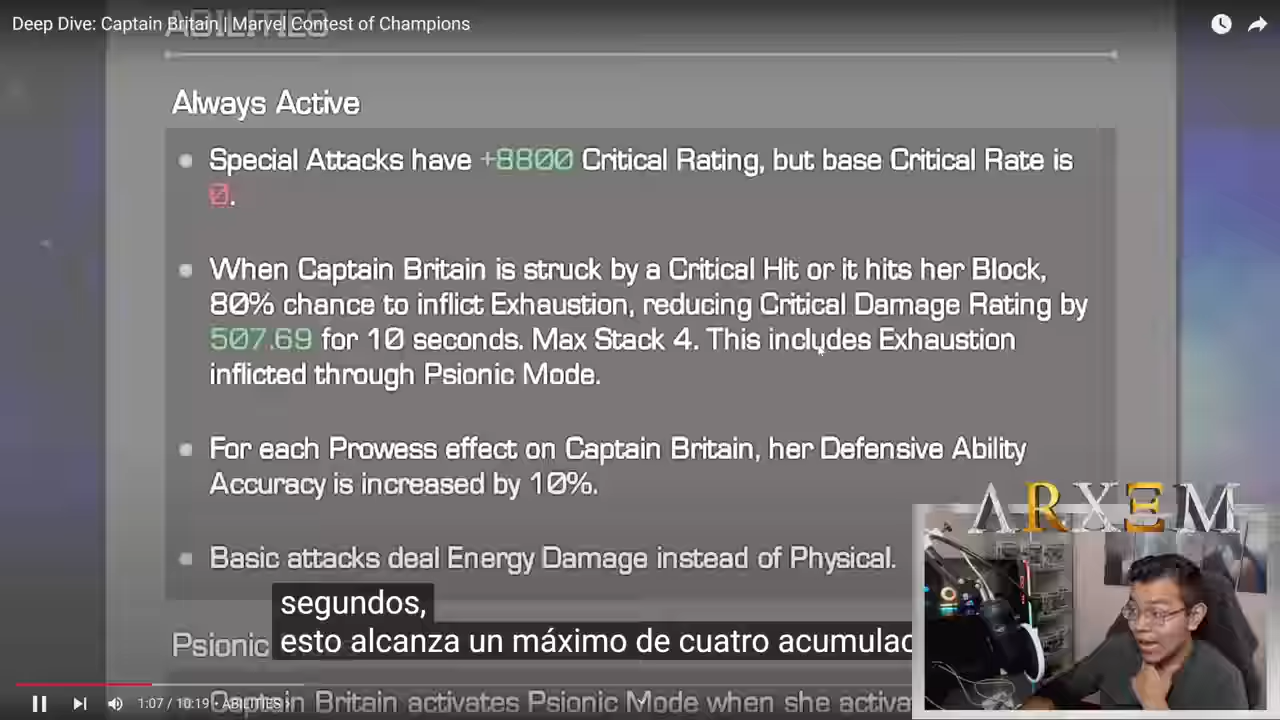 Deep Dive: Captain Britain | Marvel Contest of Champions
ABILITIES
Always Active
Special Attacks have +8800 Critical Rating, but base Critical Rate is
0.
When Captain Britain is struck by a Critical Hit or it hits her Block,
80% chance to inflict Exhaustion, reducing Critical Damage Rating by
507.69 for 10 seconds. Max Stack 4. This includes Exhaustion
inflicted through Psionic Mode.
For each Prowess effect on Captain Britain, her Defensive Ability
Accuracy is increased by 10%.
Basic attacks deal Energy Damage instead of Physical.
ARXEM
segundos,
Psionic
esto alcanza un máximo de cuatro acumulac
Captain Britain activates Psionic Mode when she activa
1:07 / 10:19 • ABILITIES